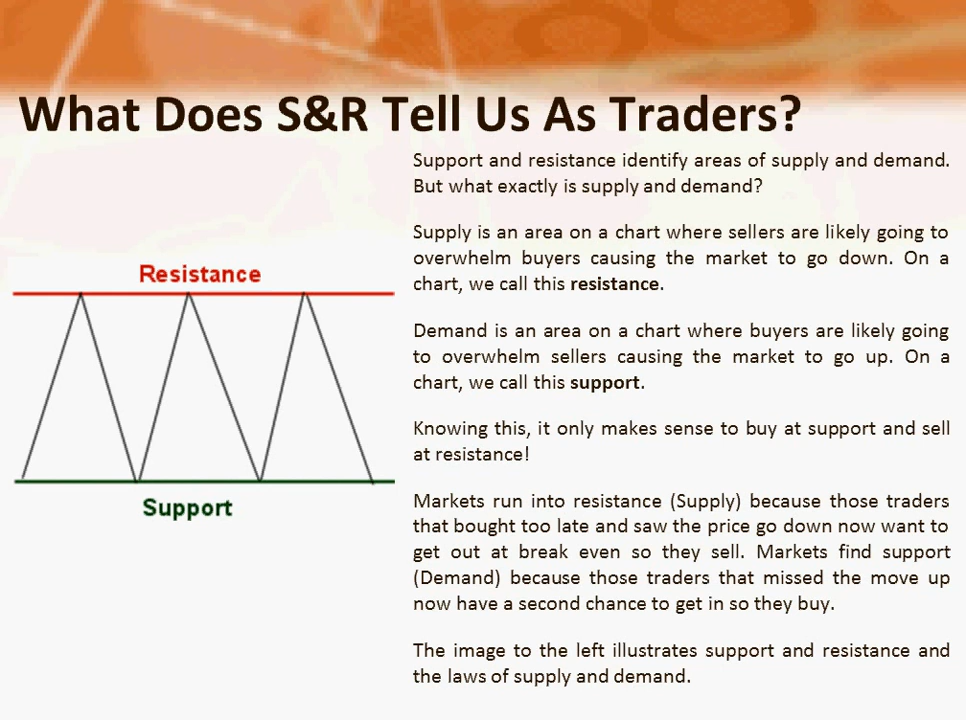 What Does S&R Tell Us As Traders?
Support and resistance identify areas of supply and demand.
But what exactly is supply and demand?
Supply is an area on a chart where sellers are likely going to
overwhelm buyers causing the market to go down. On a
chart, we call this resistance.
Demand is an area on a chart where buyers are likely going
to overwhelm sellers causing the market to go up. On a
chart, we call this support.
Knowing this, it only makes sense to buy at support and sell
at resistance!
Markets run into resistance (Supply) because those traders
that bought too late and saw the price go down now want to
get out at break even so they sell. Markets find support
(Demand) because those traders that missed the move up
now have a second chance to get in so they buy.
The image to the left illustrates support and resistance and
the laws of supply and demand.
Resistance
Support